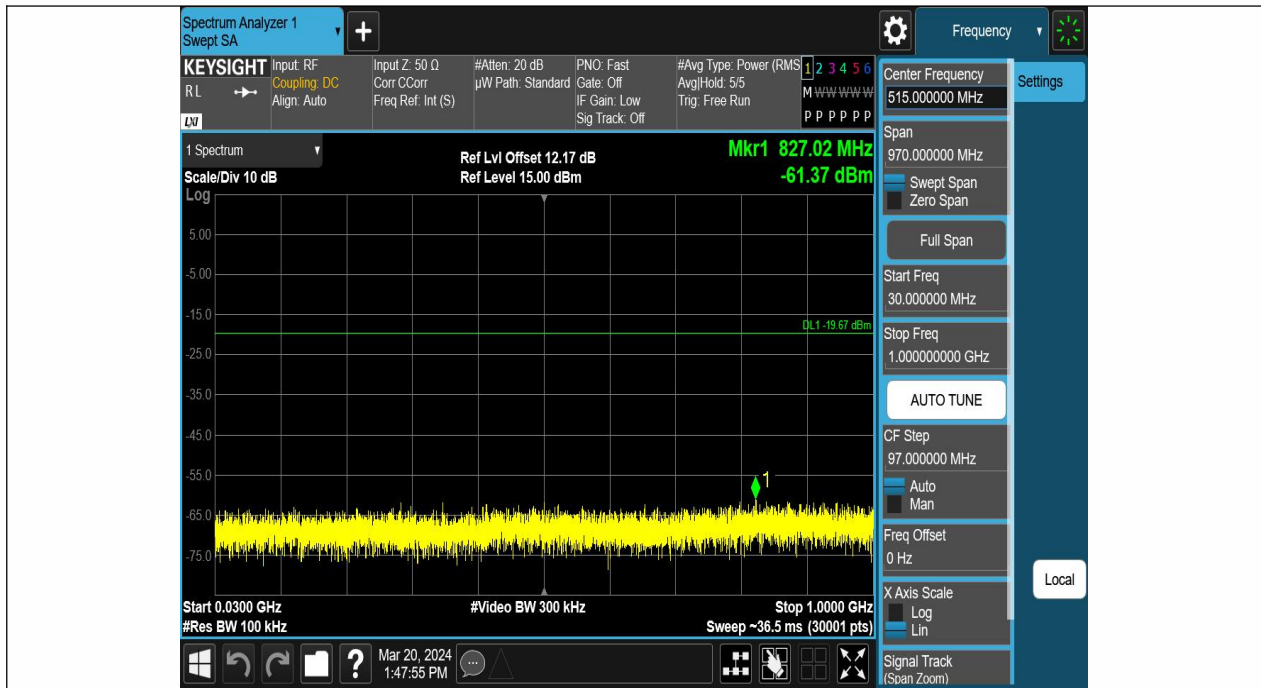 Spectrum Analyzer 1
Swept SA
+
Frequency
KEYSIGHT
RL
LXI
Input: RF
Coupling: DC
Align: Auto
Input Z: 50 Ω
Corr CCorr
Freq Ref: Int (S)
#Atten: 20 dB
µW Path: Standard
PNO: Fast
Gate: Off
IF Gain: Low
Sig Track: Off
#Avg Type: Power (RMS
Avg|Hold: 5/5
Trig: Free Run
1 2 3 4 5 6
M W W W W W
P P P P P P
1 Spectrum
Scale/Div 10 dB
Log
Ref Lvl Offset 12.17 dB
Ref Level 15.00 dBm
Mkr1 827.02 MHz
-61.37 dBm
5.00
-5.00
-15.0
DL1 -19.67 dBm
-25.0
-35.0
-45.0
-55.0
1
-65.0
-75.0
Start 0.0300 GHz
#Res BW 100 kHz
#Video BW 300 kHz
Stop 1.0000 GHz
Sweep ~36.5 ms (30001 pts)
?
Mar 20, 2024
1:47:55 PM
Center Frequency
515.000000 MHz
Settings
Span
970.000000 MHz
Swept Span
Zero Span
Full Span
Start Freq
30.000000 MHz
Stop Freq
1.000000000 GHz
AUTO TUNE
CF Step
97.000000 MHz
Auto
Man
Freq Offset
0 Hz
X Axis Scale
Log
Lin
Local
Signal Track
(Span Zoom)